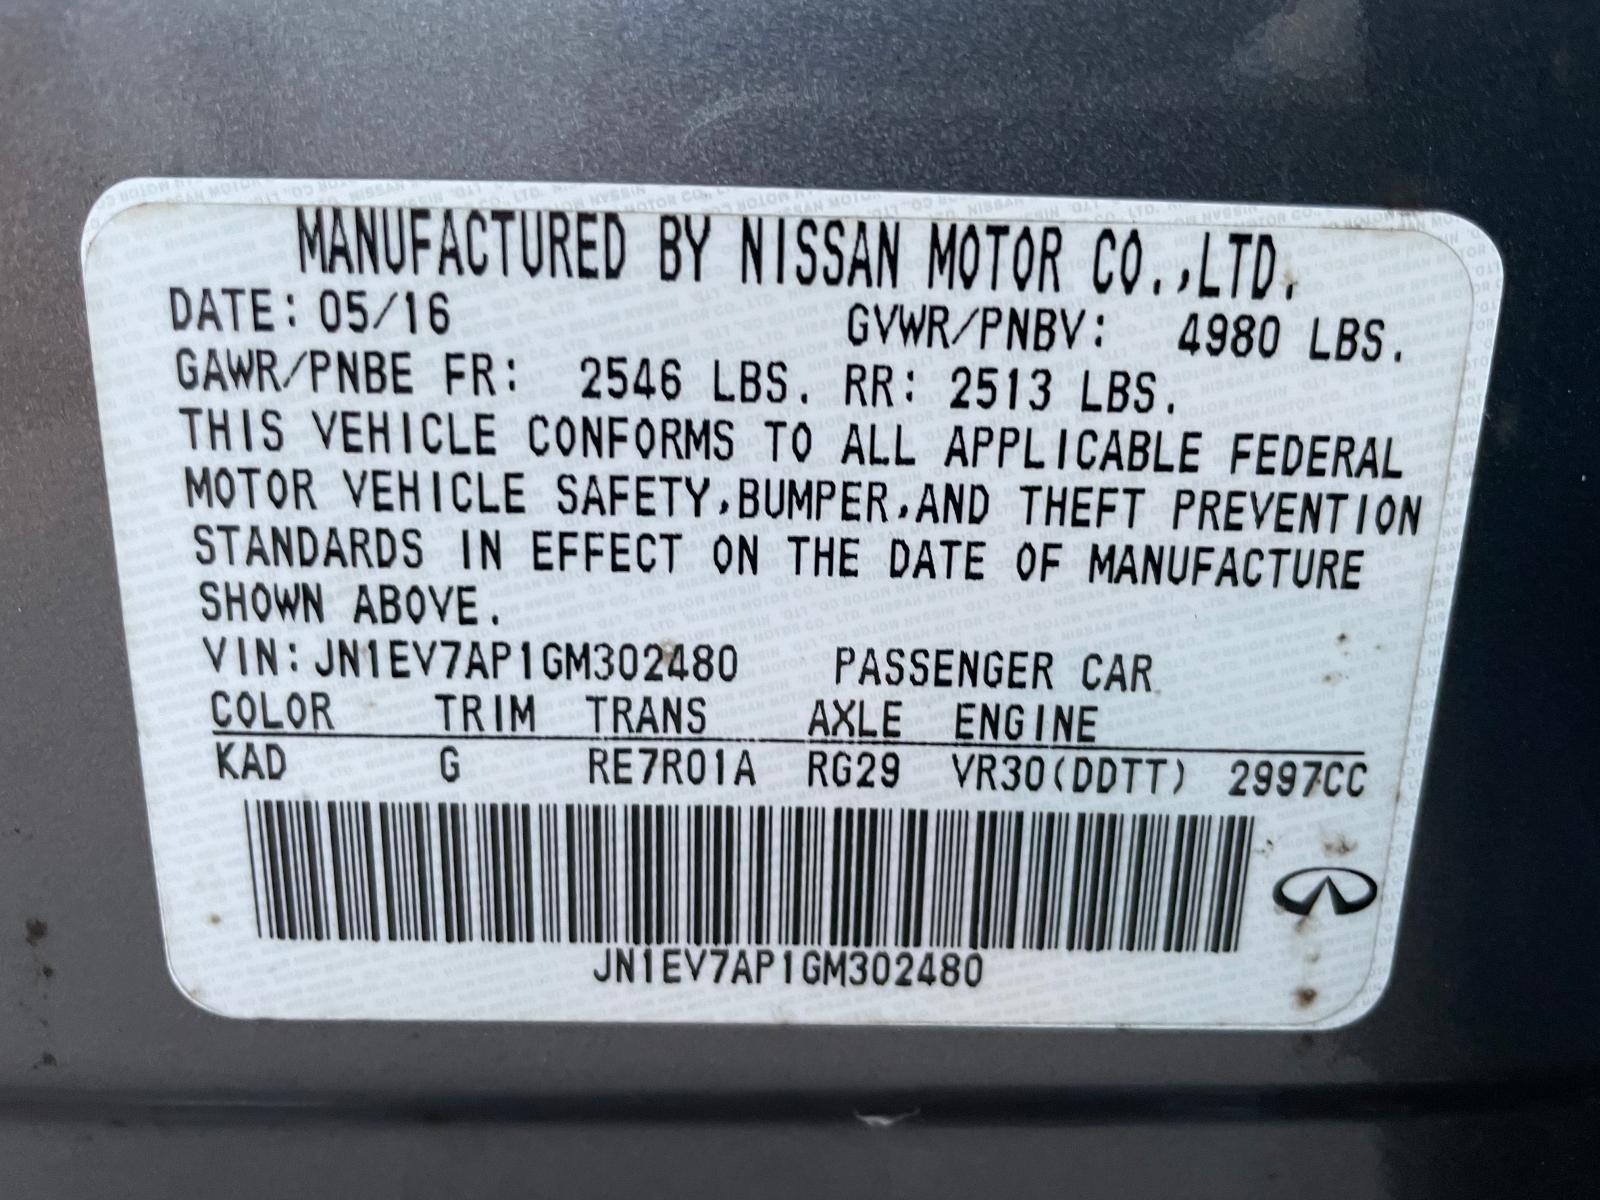 MANUFACTURED BY NISSAN MOTOR CO.,LTD.
DATE: 05/16 GVWR/PNBV: 4980 LBS.
GAWR/PNBE FR: 2546 LBS. RR: 2513 LBS.
THIS VEHICLE CONFORMS TO ALL APPLICABLE FEDERAL
MOTOR VEHICLE SAFETY,BUMPER,AND THEFT PREVENTION
STANDARDS IN EFFECT ON THE DATE OF MANUFACTURE
SHOWN ABOVE.
VIN:JN1EV7AP1GM302480 PASSENGER CAR
COLOR TRIM TRANS AXLE ENGINE
KAD G RE7R01A RG29 VR30(DDTT) 2997CC
JN1EV7AP1GM302480